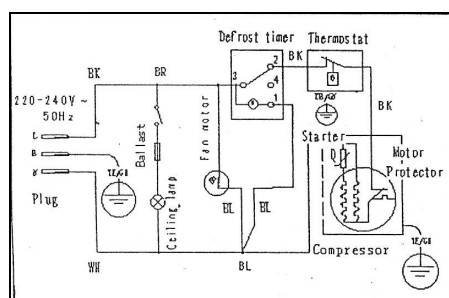 Defrost timer
Thermostat
BK
2
3
4
1
BK
BR
220-240V~
50Hz
L
Plug
Ballast
Ceiling lamp
Fan motor
Starter
Motor
Protector
BK
BL
BL
Compressor
WH
BL